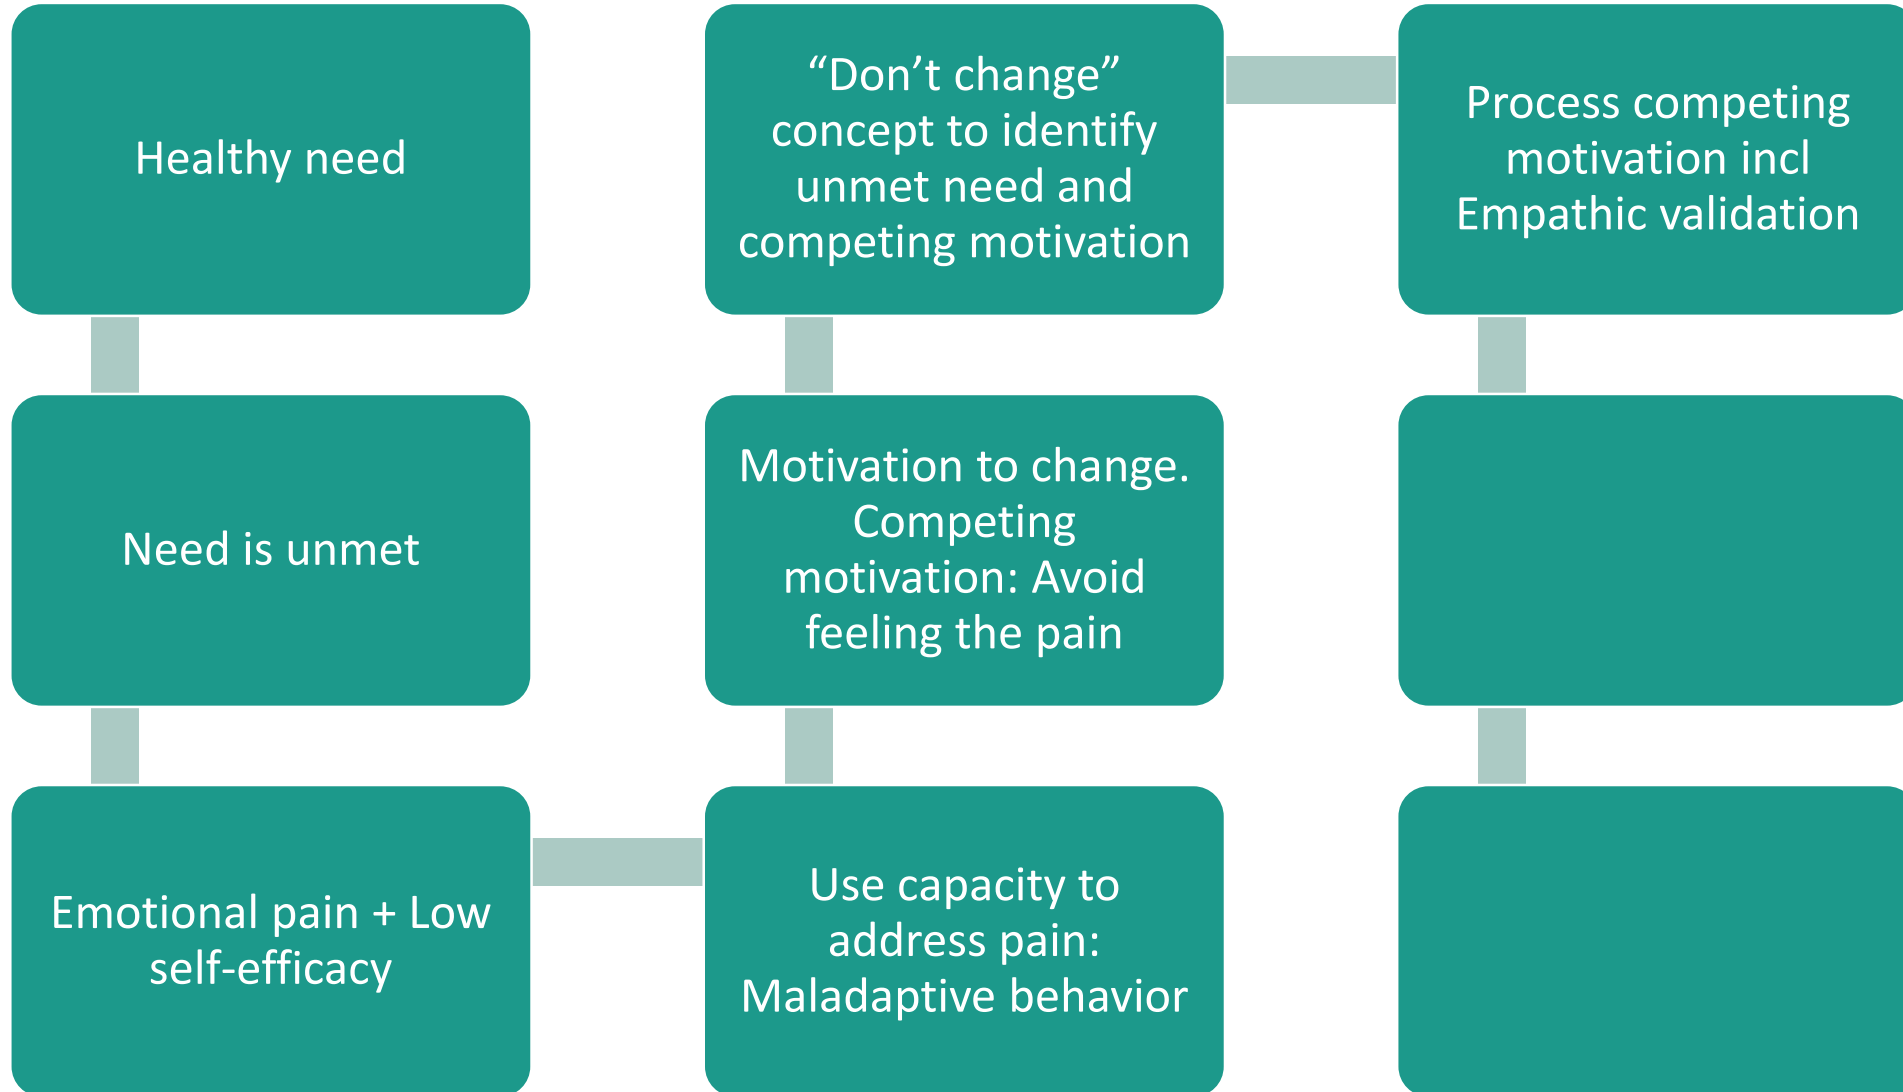 Healthy need
Need is unmet
Emotional pain + Low
self-efficacy
Use capacity to
address pain:
Maladaptive behavior
Motivation to change.
Competing
motivation: Avoid
feeling the pain
“Don’t change”
concept to identify
unmet need and
competing motivation
Process competing
motivation incl
Empathic validation